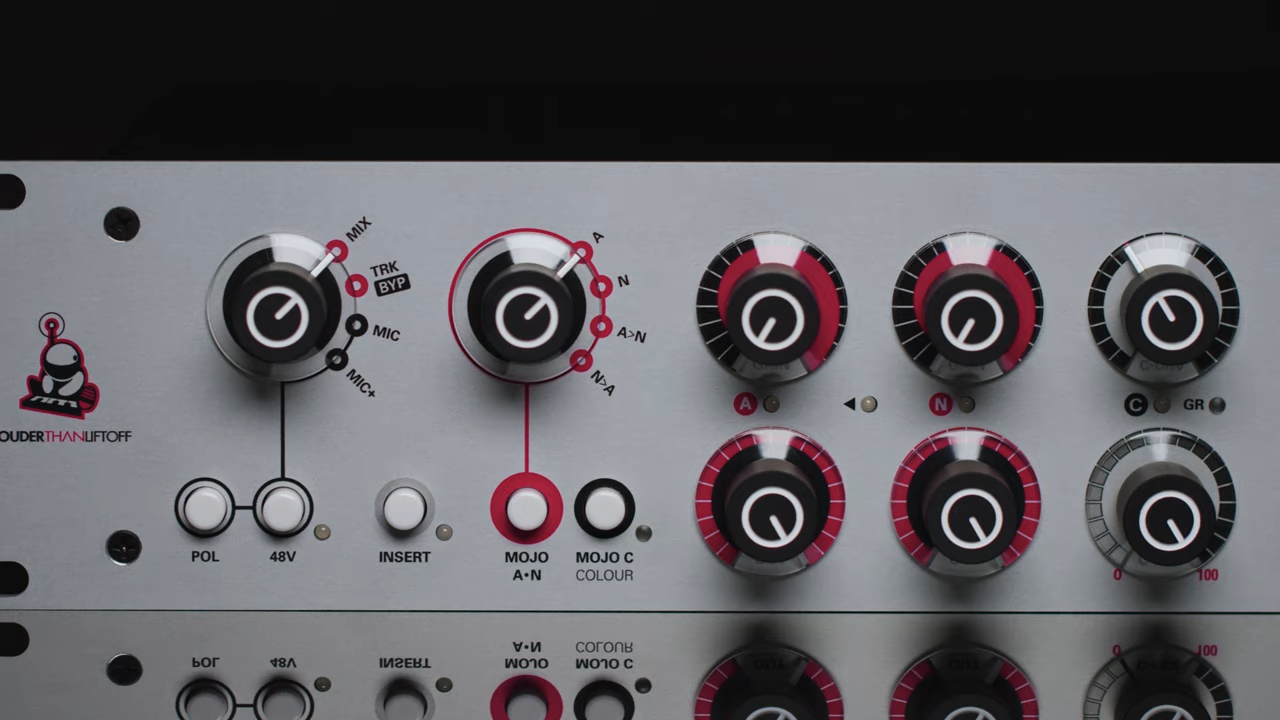 MIX
TRK
BYP
MIC
MIC+
A
N
A>N
N>A
OUDERTHANLIFTOFF
A
N
C
GR
POL
48V
INSERT
MOJO
A•N
MOJO C
COLOUR
0
100
POL
48V
INSERT
A•N
MOJO
COLOUR
MOJO C
0
100